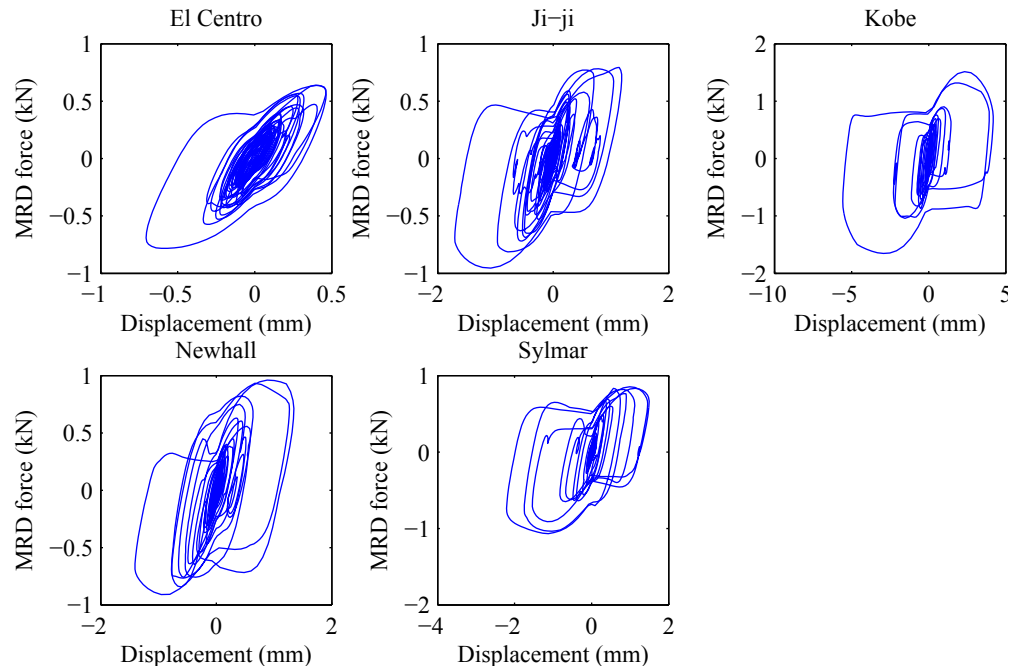 El Centro
Ji−ji
Kobe
1
0.5
0
−0.5
−1
MRD force (kN)
−1
−0.5
0
0.5
Displacement (mm)
1
0.5
0
−0.5
−1
MRD force (kN)
−2
0
2
Displacement (mm)
2
1
0
−1
−2
MRD force (kN)
−10
−5
0
5
Displacement (mm)
Newhall
Sylmar
1
0.5
0
−0.5
−1
MRD force (kN)
−2
0
2
Displacement (mm)
1
0
−1
−2
MRD force (kN)
−4
−2
0
2
Displacement (mm)